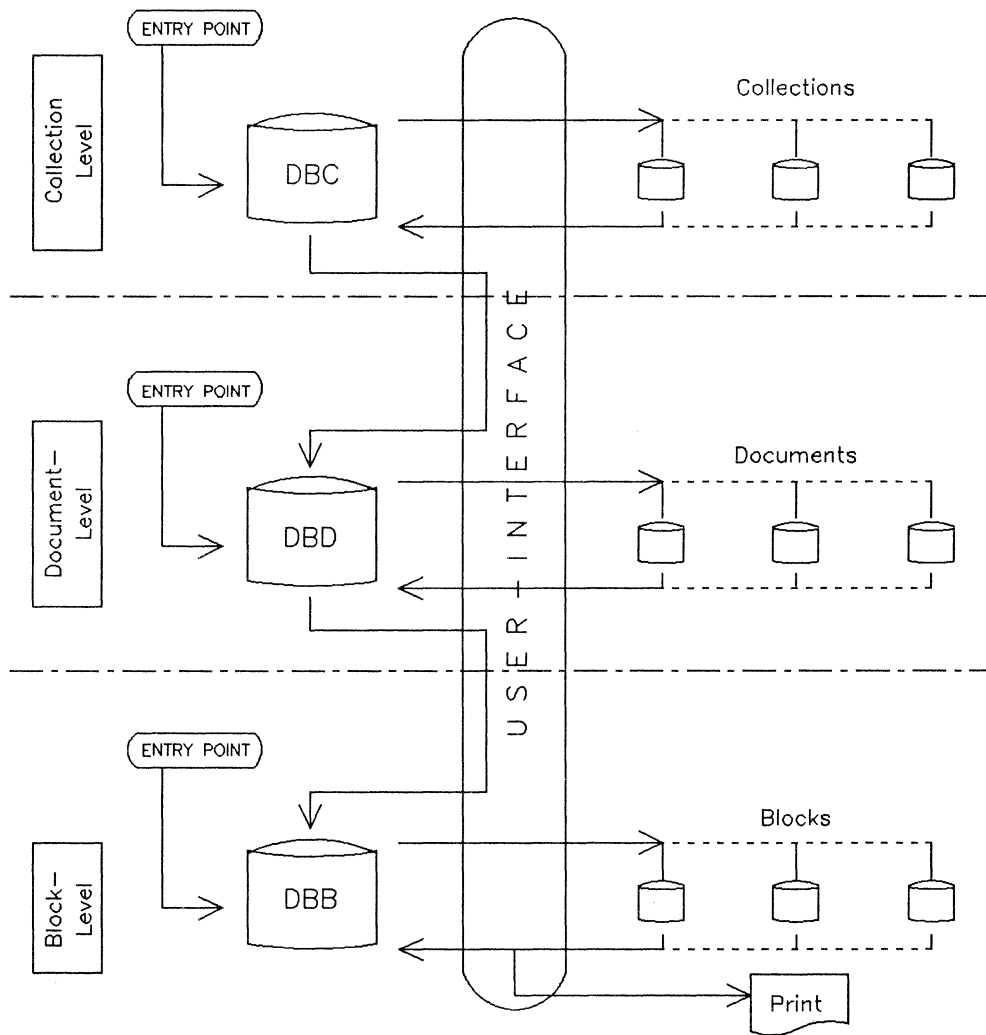 ENTRY POINT
Collection
Level
DBC
Collections
USER-INTERFACE
ENTRY POINT
Document-
Level
DBD
Documents
ENTRY POINT
Block-
Level
DBB
Blocks
Print